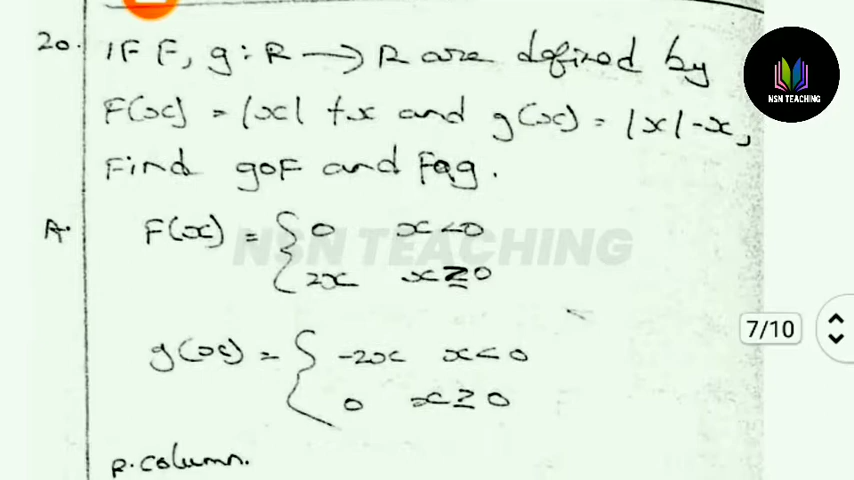 20. IF F, g : R → R are defined by
F(x) = |x| +x and g(x) = |x| -x,
Find goF and Fog.
A. F(x) = { 0 x<0
2x x≥0
g(x) = { -2x x<0
0 x≥0
p.column.
NSN TEACHING
NSN TEACHING
7/10